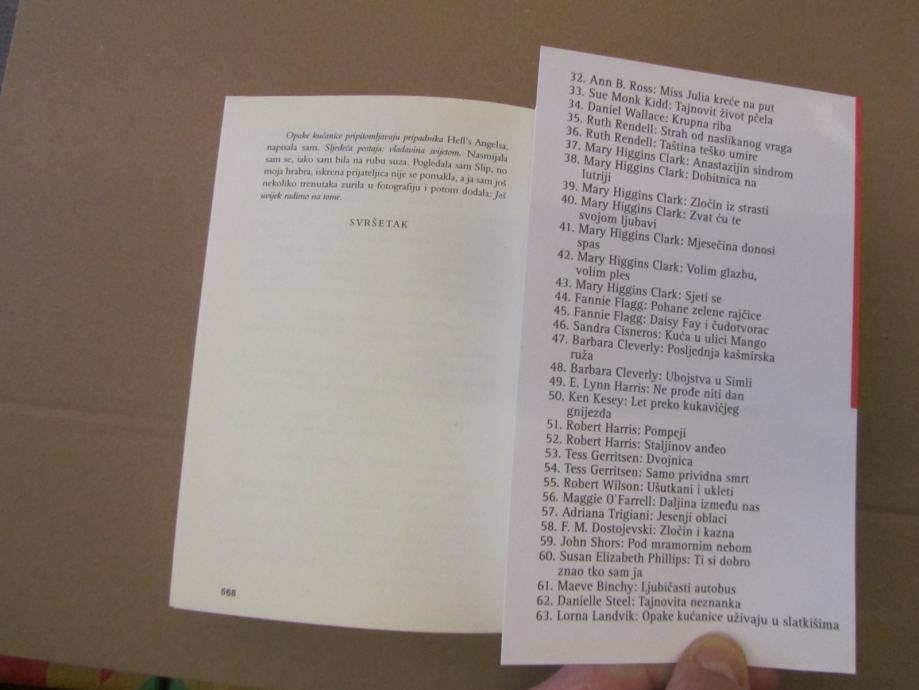 Opake kućanice pripitomljavaju pripadnika Hell's Angelsa,
napisala sam. Sljedeća postaja: vladavina svijetom. Nasmijala
sam se, iako sam bila na rubu suza. Pogledala sam Slip, no
moja hrabra, iskrena prijateljica nije se pomakla, a ja sam još
nekoliko trenutaka zurila u fotografiju i potom dodala: Još
uvijek radimo na tome.
SVRŠETAK
568
32. Ann B. Ross: Miss Julia kreće na put
33. Sue Monk Kidd: Tajnovit život pčela
34. Daniel Wallace: Krupna riba
35. Ruth Rendell: Strah od naslikanog vraga
36. Ruth Rendell: Taština teško umire
37. Mary Higgins Clark: Anastazijin sindrom
38. Mary Higgins Clark: Dobitnica na
lutriji
39. Mary Higgins Clark: Zločin iz strasti
40. Mary Higgins Clark: Zvat ću te
svojom ljubavi
41. Mary Higgins Clark: Mjesečina donosi
spas
42. Mary Higgins Clark: Volim glazbu,
volim ples
43. Mary Higgins Clark: Sjeti se
44. Fannie Flagg: Pohane zelene rajčice
45. Fannie Flagg: Daisy Fay i čudotvorac
46. Sandra Cisneros: Kuća u ulici Mango
47. Barbara Cleverly: Posljednja kašmirska
ruža
48. Barbara Cleverly: Ubojstva u Simli
49. E. Lynn Harris: Ne prođe niti dan
50. Ken Kesey: Let preko kukavičjeg
gnijezda
51. Robert Harris: Pompeji
52. Robert Harris: Staljinov anđeo
53. Tess Gerritsen: Dvojnica
54. Tess Gerritsen: Samo prividna smrt
55. Robert Wilson: Ušutkani i ukleti
56. Maggie O'Farrell: Daljina između nas
57. Adriana Trigiani: Jesenji oblaci
58. F. M. Dostojevski: Zločin i kazna
59. John Shors: Pod mramornim nebom
60. Susan Elizabeth Phillips: Ti si dobro
znao tko sam ja
61. Maeve Binchy: Ljubičasti autobus
62. Danielle Steel: Tajnovita neznanka
63. Lorna Landvik: Opake kućanice uživaju u slatkišima